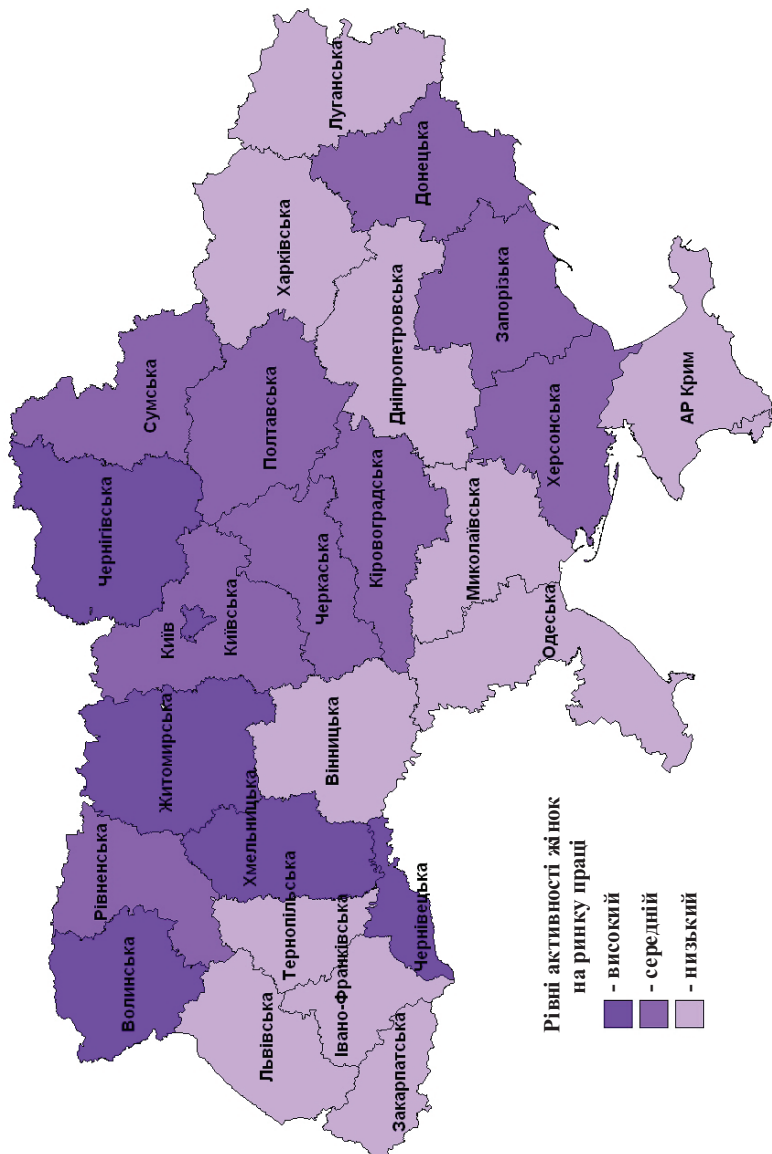 Волинська
Рівненська
Житомирська
Київ
Київська
Чернігівська
Сумська
Львівська
Тернопільська
Хмельницька
Вінницька
Черкаська
Полтавська
Харківська
Луганська
Закарпатська
Івано-Франківська
Чернівецька
Кіровоградська
Дніпропетровська
Донецька
Одеська
Миколаївська
Херсонська
Запорізька
АР Крим
Рівні активності жінок
на ринку праці
- високий
- середній
- низький